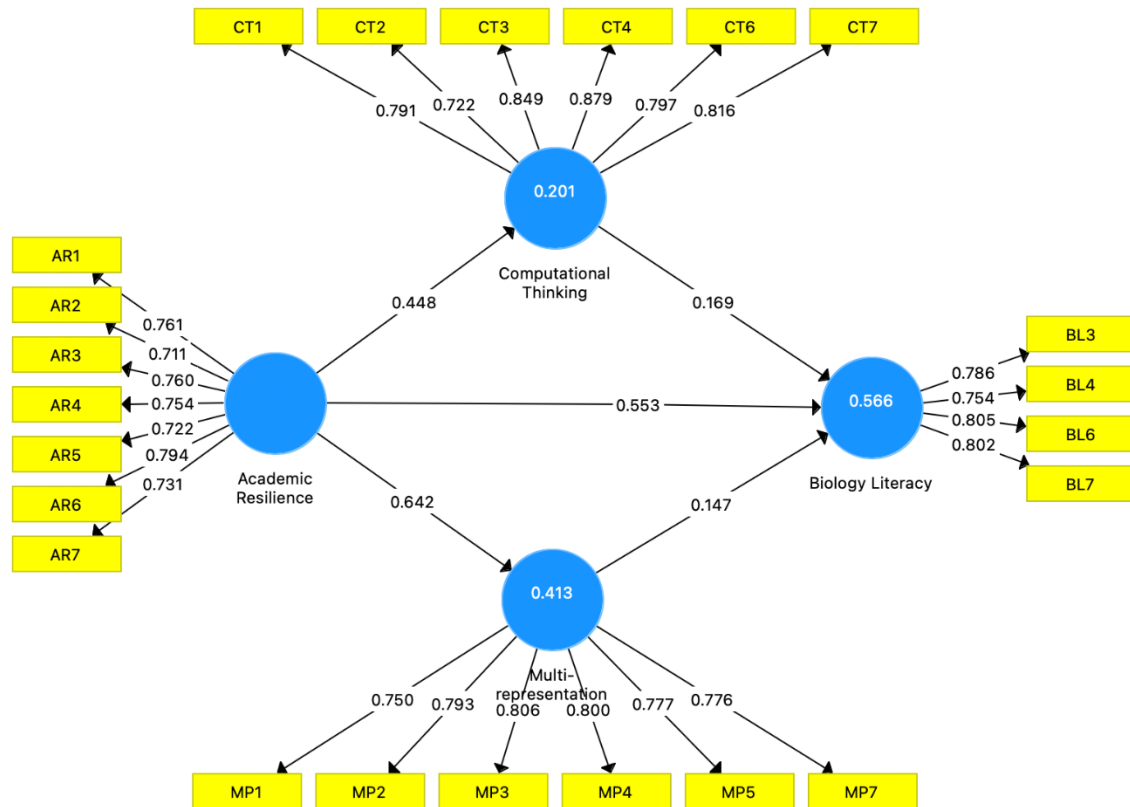 CT1 CT2 CT3 CT4 CT6 CT7
0.791 0.722 0.849 0.879 0.797 0.816
0.201
Computational
Thinking
AR1
AR2
AR3
AR4
AR5
AR6
AR7
0.761
0.711
0.760
0.754
0.722
0.794
0.731
Academic
Resilience
0.448
0.553
0.642
0.169
0.147
0.566
Biology Literacy
0.786
0.754
0.805
0.802
BL3
BL4
BL6
BL7
0.413
Multi-
representation
0.750 0.793 0.806 0.800 0.777 0.776
MP1 MP2 MP3 MP4 MP5 MP7